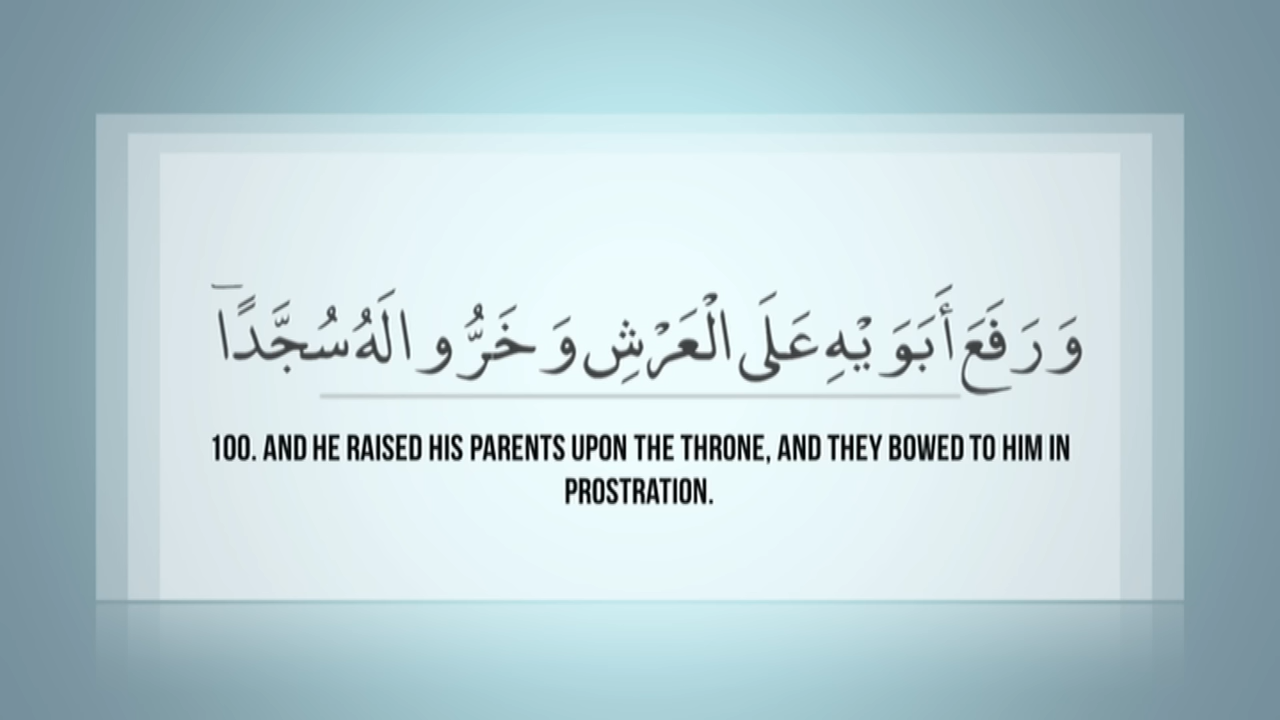 وَرَفَعَ أَبَوَيْهِ عَلَى الْعَرْشِ وَخَرُّوا لَهُ سُجَّدًا
100. AND HE RAISED HIS PARENTS UPON THE THRONE, AND THEY BOWED TO HIM IN
PROSTRATION.